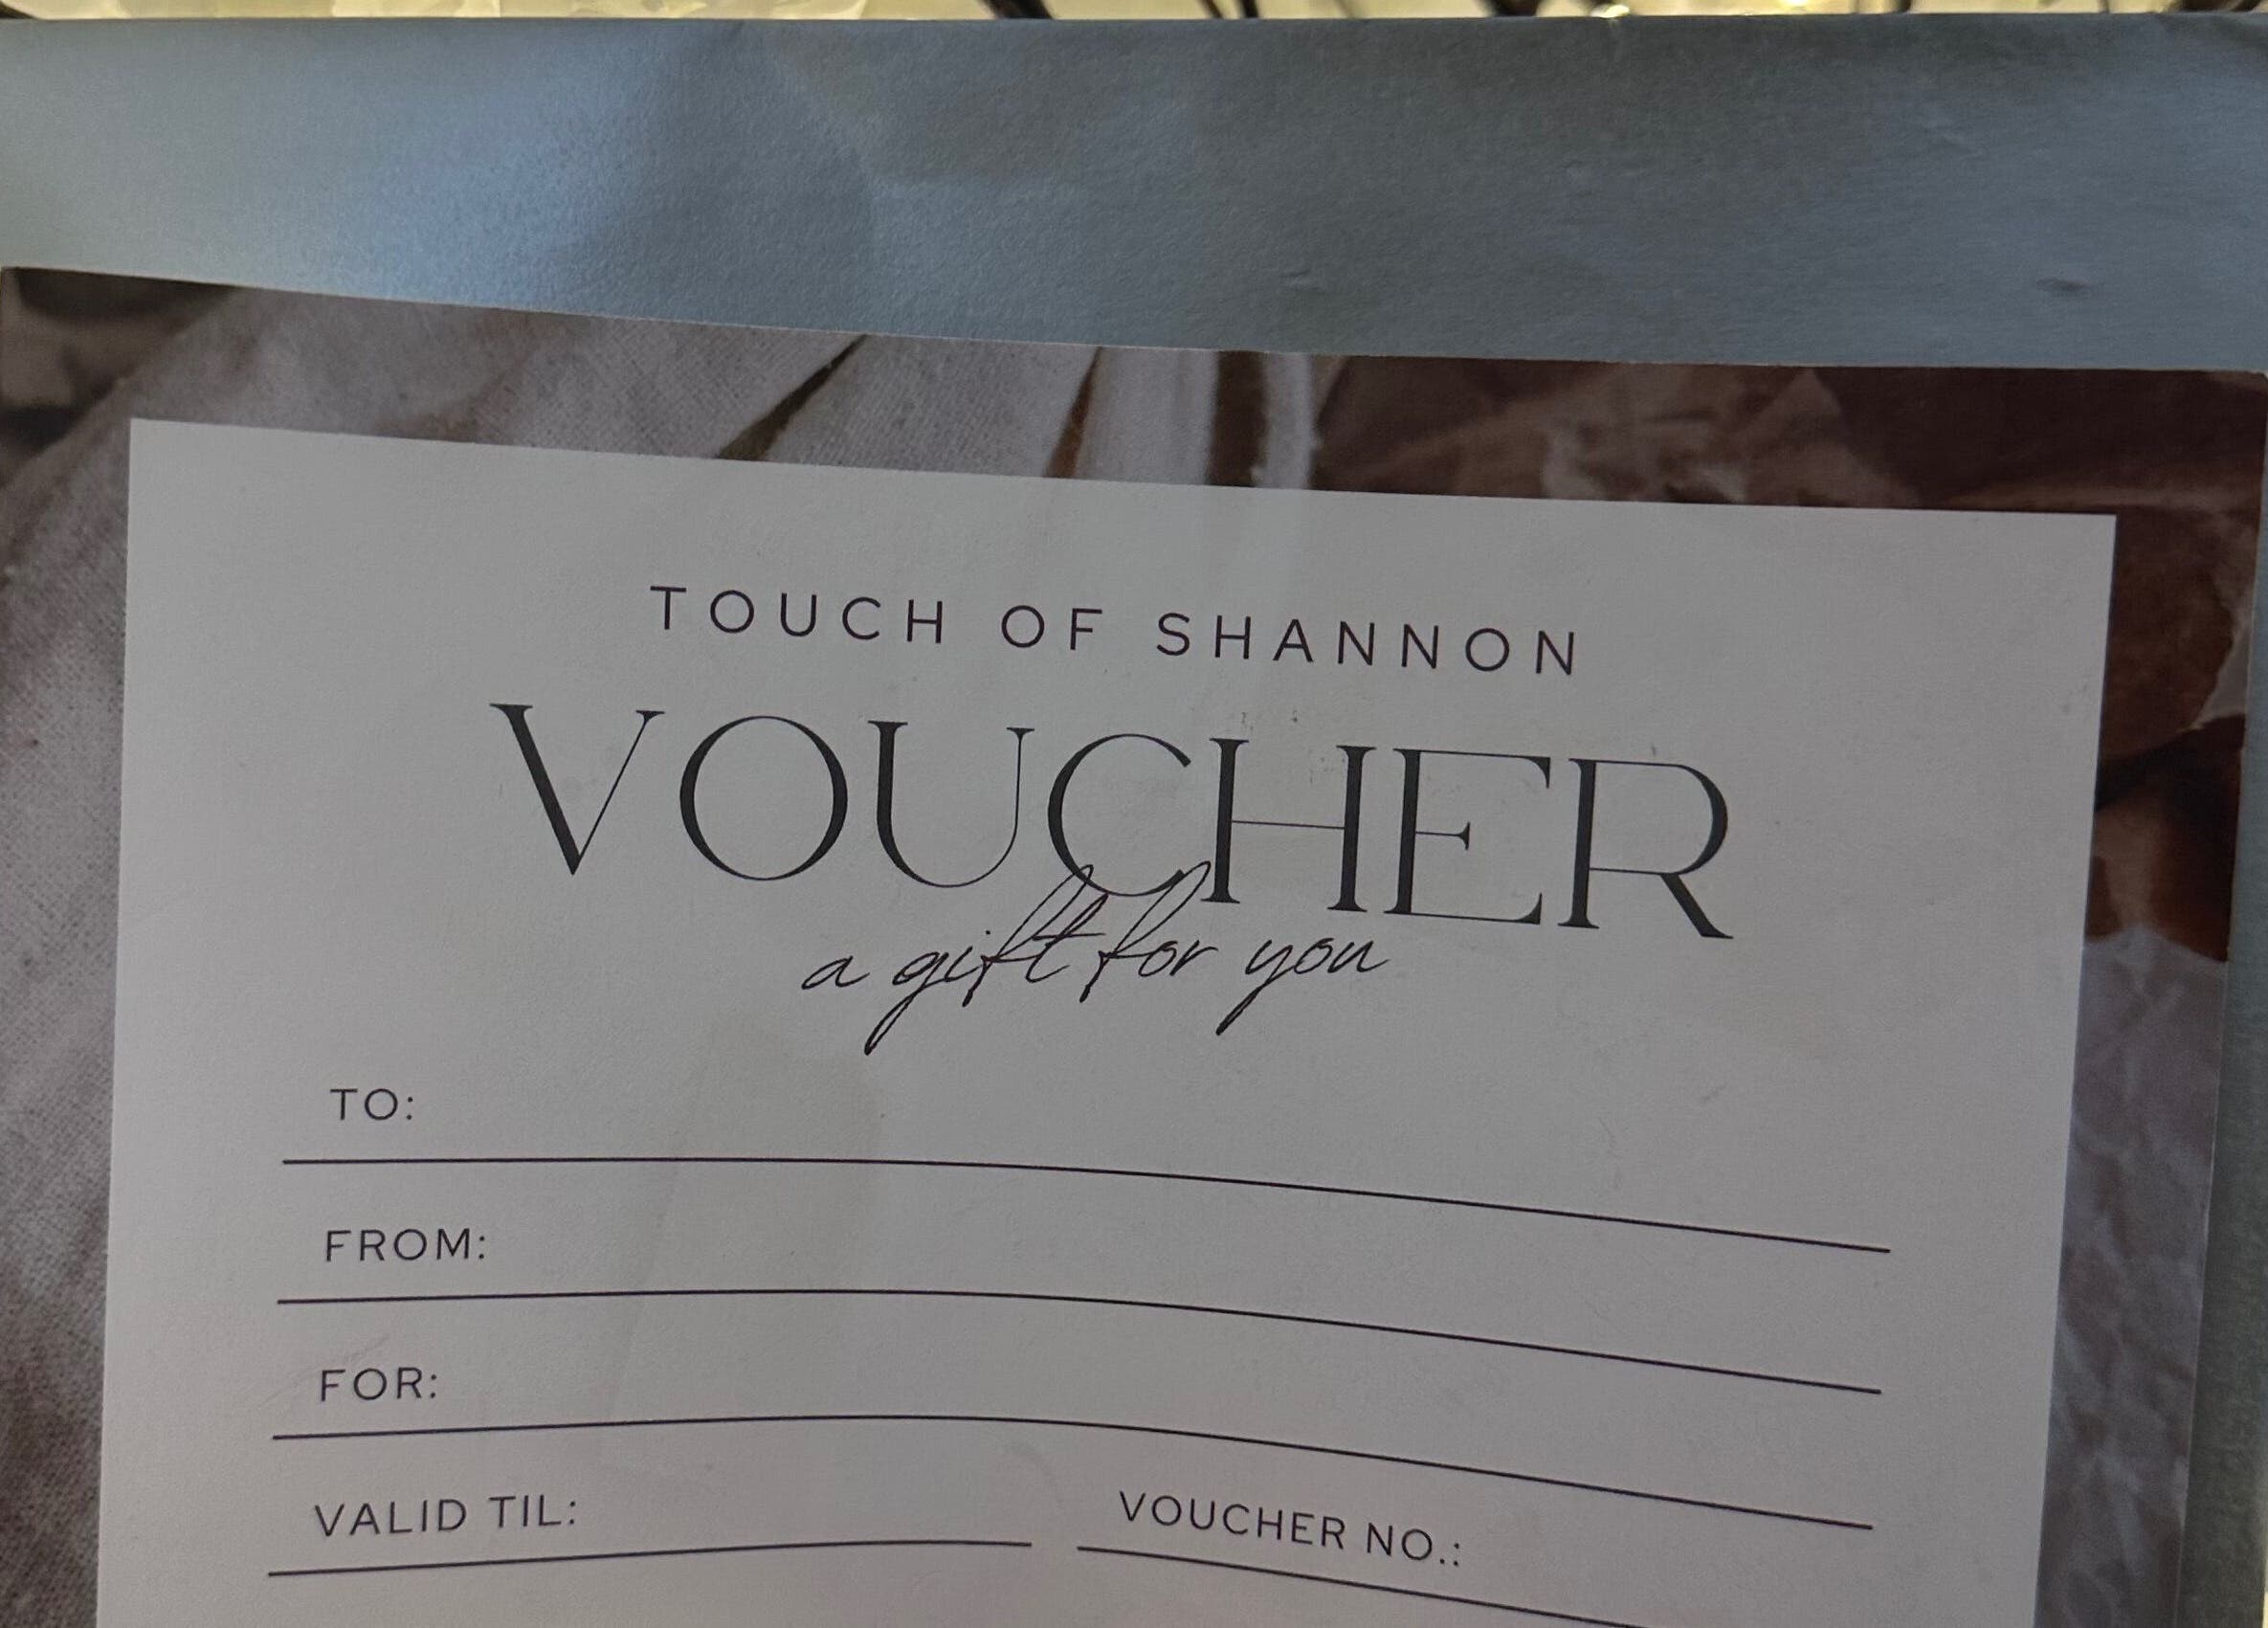 TOUCH OF SHANNON
VOUCHER
a gift for you
TO:
FROM:
FOR:
VALID TIL: VOUCHER NO.: